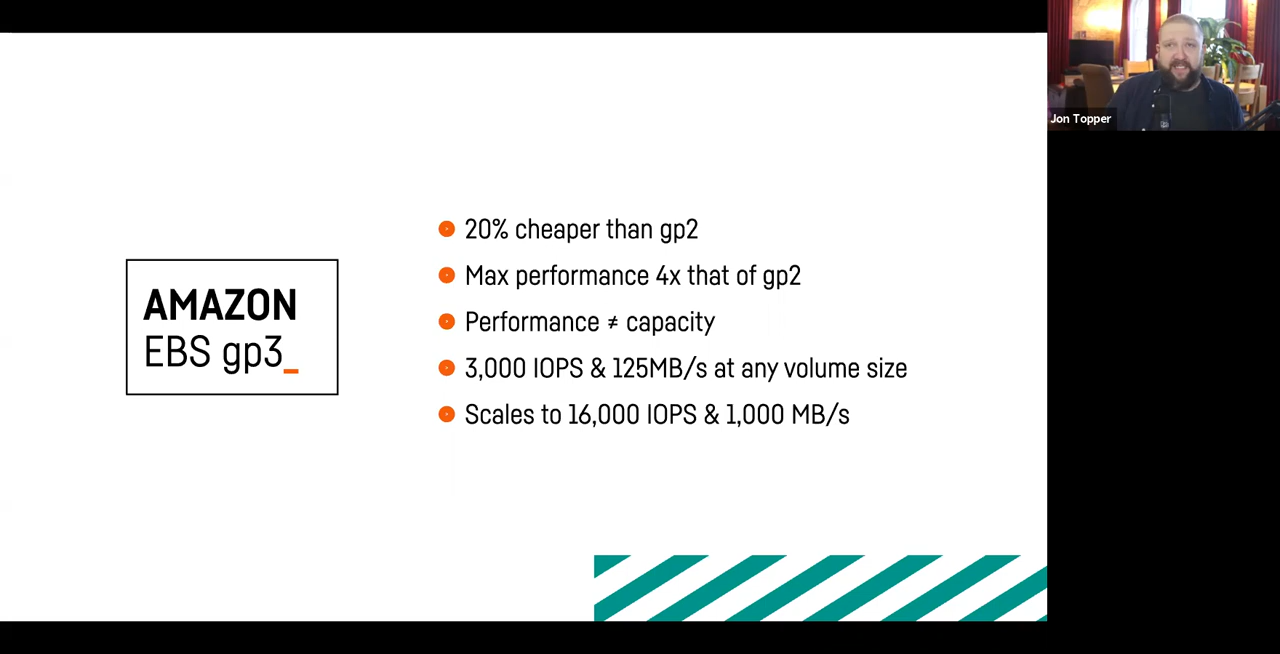 AMAZON
EBS gp3_
20% cheaper than gp2
Max performance 4x that of gp2
Performance ≠ capacity
3,000 IOPS & 125MB/s at any volume size
Scales to 16,000 IOPS & 1,000 MB/s
Jon Topper